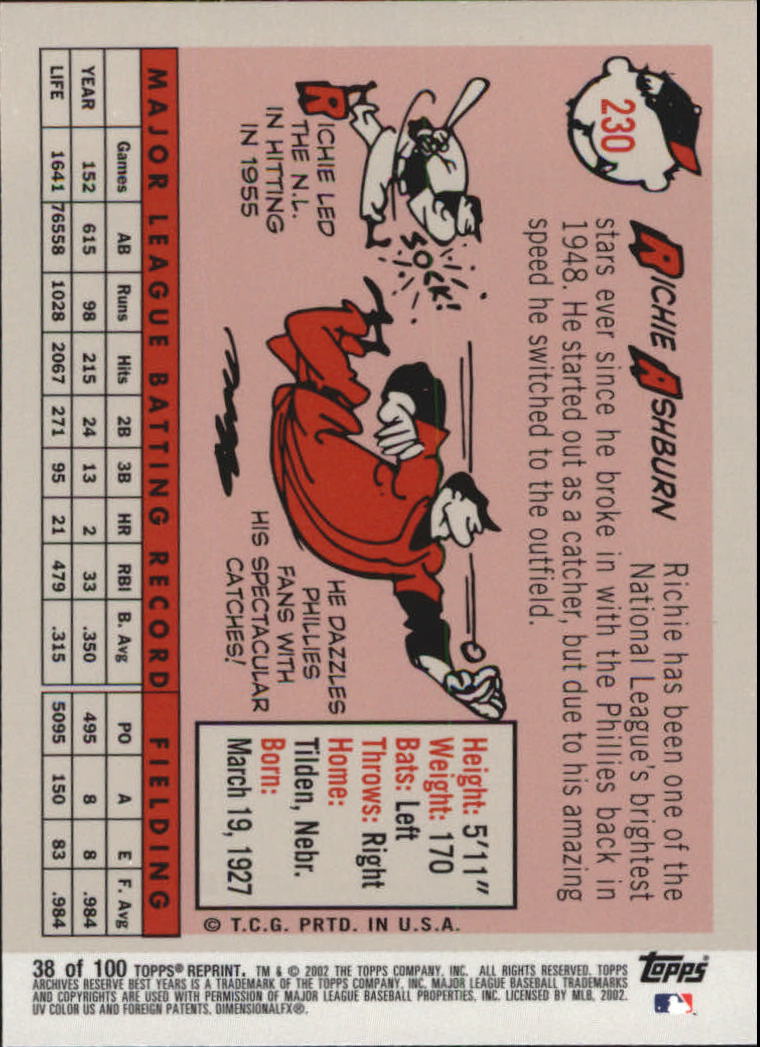 230
RICHIE ASHBURN
Richie has been one of the
National League's brightest
stars ever since he broke in with the Phillies back in
1948. He started out as a catcher, but due to his amazing
speed he switched to the outfield.
SOCK!
RICHIE LED
THE N.L.
IN HITTING
IN 1955
HE DAZZLES
PHILLIES
FANS WITH
HIS SPECTACULAR
CATCHES!
Height: 5'11"
Weight: 170
Bats: Left
Throws: Right
Home:
Tilden, Nebr.
Born:
March 19, 1927
© T.C.G. PRTD. IN U.S.A.
MAJOR LEAGUE BATTING RECORD FIELDING
Games AB Runs Hits 2B 3B HR RBI B. Avg PO A E F. Avg
YEAR 152 615 98 215 24 13 2 33 .350 495 8 8 .984
LIFE 1641 76558 1028 2067 271 95 21 479 .315 5095 150 83 .984
Topps
38 of 100 TOPPS® REPRINT. TM & © 2002 THE TOPPS COMPANY, INC. ALL RIGHTS RESERVED. TOPPS
ARCHIVES RESERVE BEST YEARS IS A TRADEMARK OF THE TOPPS COMPANY, INC. MAJOR LEAGUE BASEBALL TRADEMARKS
AND COPYRIGHTS ARE USED WITH PERMISSION OF MAJOR LEAGUE BASEBALL PROPERTIES, INC. LICENSED BY MLB, 2002.
UV COLOR US AND FOREIGN PATENTS, DIMENSIONALFX®.